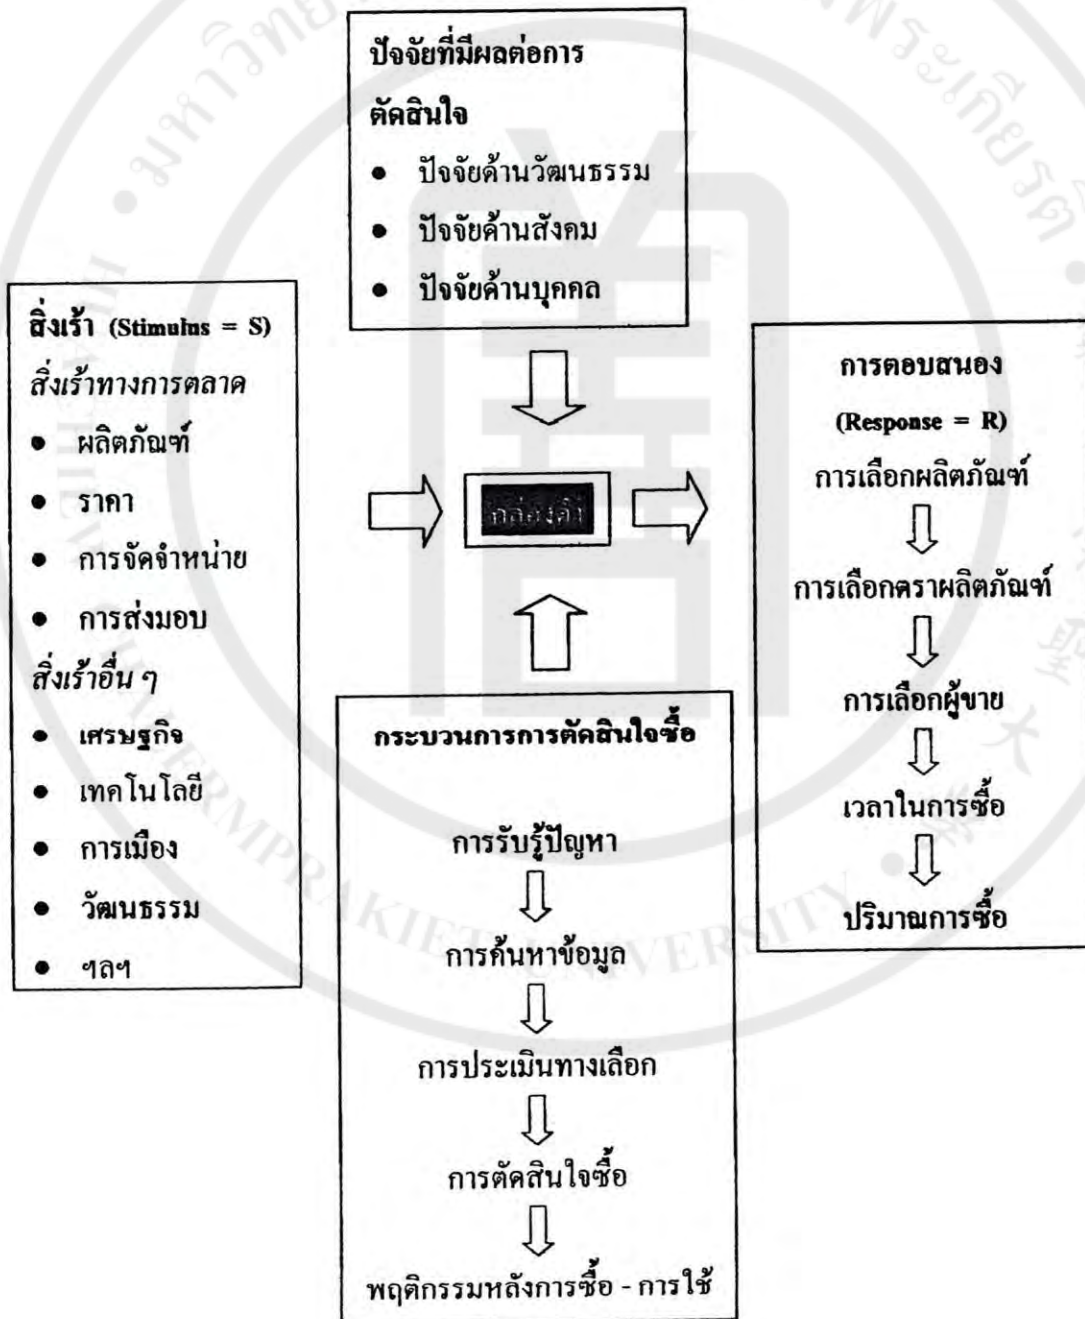 ปัจจัยที่มีผลต่อการ
ตัดสินใจ
● ปัจจัยด้านวัฒนธรรม
● ปัจจัยด้านสังคม
● ปัจจัยด้านบุคคล
สิ่งเร้า (Stimulus = S)
สิ่งเร้าทางการตลาด
● ผลิตภัณฑ์
● ราคา
● การจัดจำหน่าย
● การส่งมอบ
สิ่งเร้าอื่น ๆ
● เศรษฐกิจ
● เทคโนโลยี
● การเมือง
● วัฒนธรรม
● ฯลฯ
กล่องดำ
กระบวนการการตัดสินใจซื้อ
การรับรู้ปัญหา
การค้นหาข้อมูล
การประเมินทางเลือก
การตัดสินใจซื้อ
พฤติกรรมหลังการซื้อ - การใช้
การตอบสนอง
(Response = R)
การเลือกผลิตภัณฑ์
การเลือกตราผลิตภัณฑ์
การเลือกผู้ขาย
เวลาในการซื้อ
ปริมาณการซื้อ